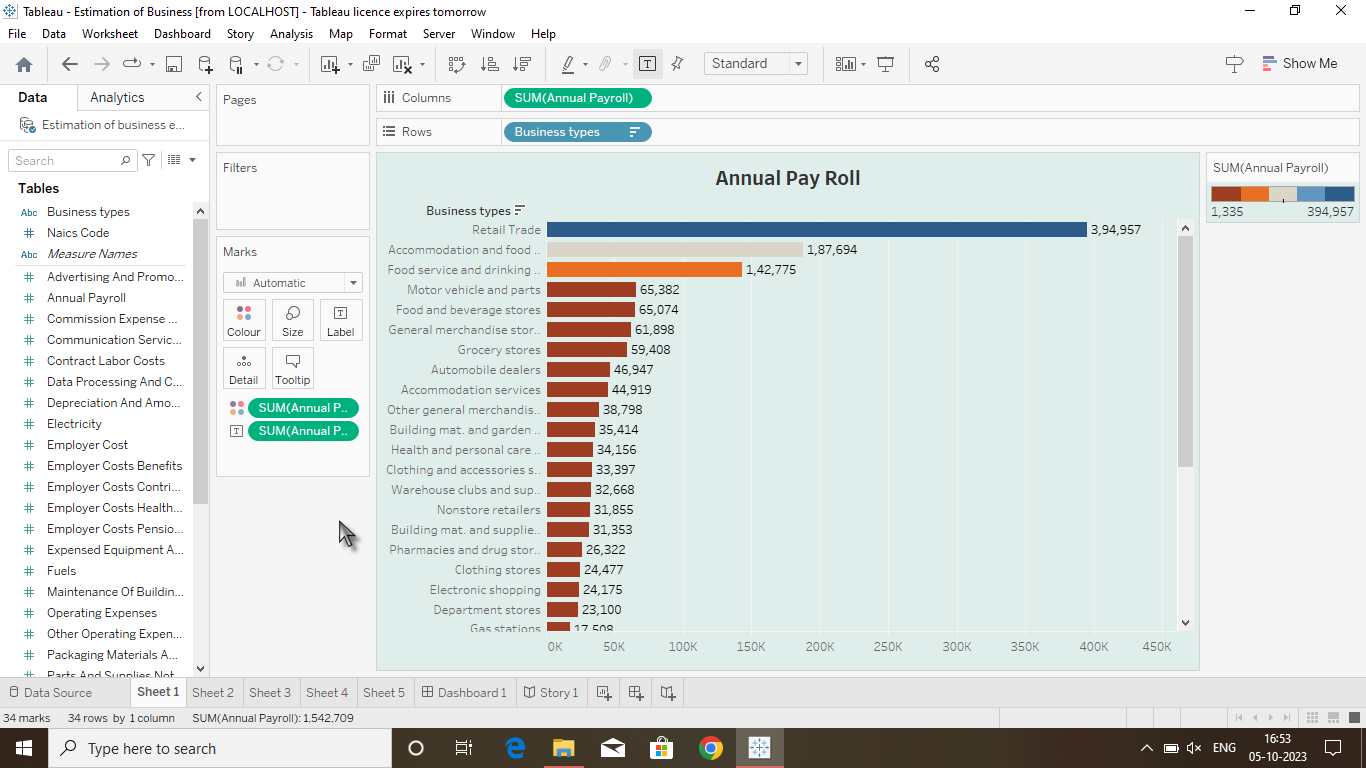 Tableau - Estimation of Business [from LOCALHOST] - Tableau licence expires tomorrow
File Data Worksheet Dashboard Story Analysis Map Format Server Window Help
Standard
Show Me
Data Analytics
Estimation of business e...
Search
Tables
Abc Business types
# Naics Code
Abc Measure Names
# Advertising And Promo...
# Annual Payroll
# Commission Expense ...
# Communication Servic...
# Contract Labor Costs
# Data Processing And C...
# Depreciation And Amo...
# Electricity
# Employer Cost
# Employer Costs Benefits
# Employer Costs Contri...
# Employer Costs Health...
# Employer Costs Pensio...
# Expensed Equipment A...
# Fuels
# Maintenance Of Buildin...
# Operating Expenses
# Other Operating Expen...
# Packaging Materials A...
# Parts And Supplies Not
Pages
Filters
Marks
Automatic
Colour Size Label
Detail Tooltip
SUM(Annual P..
T SUM(Annual P..
Columns SUM(Annual Payroll)
Rows Business types
Annual Pay Roll
Business types
Retail Trade 3,94,957
Accommodation and food .. 1,87,694
Food service and drinking .. 1,42,775
Motor vehicle and parts 65,382
Food and beverage stores 65,074
General merchandise stor.. 61,898
Grocery stores 59,408
Automobile dealers 46,947
Accommodation services 44,919
Other general merchandis.. 38,798
Building mat. and garden .. 35,414
Health and personal care .. 34,156
Clothing and accessories s.. 33,397
Warehouse clubs and sup.. 32,668
Nonstore retailers 31,855
Building mat. and supplie.. 31,353
Pharmacies and drug stor.. 26,322
Clothing stores 24,477
Electronic shopping 24,175
Department stores 23,100
Gas stations 17,508
0K 50K 100K 150K 200K 250K 300K 350K 400K 450K
SUM(Annual Payroll)
1,335 394,957
Data Source Sheet 1 Sheet 2 Sheet 3 Sheet 4 Sheet 5 Dashboard 1 Story 1
34 marks 34 rows by 1 column SUM(Annual Payroll): 1,542,709
Type here to search
ENG
16:53
05-10-2023